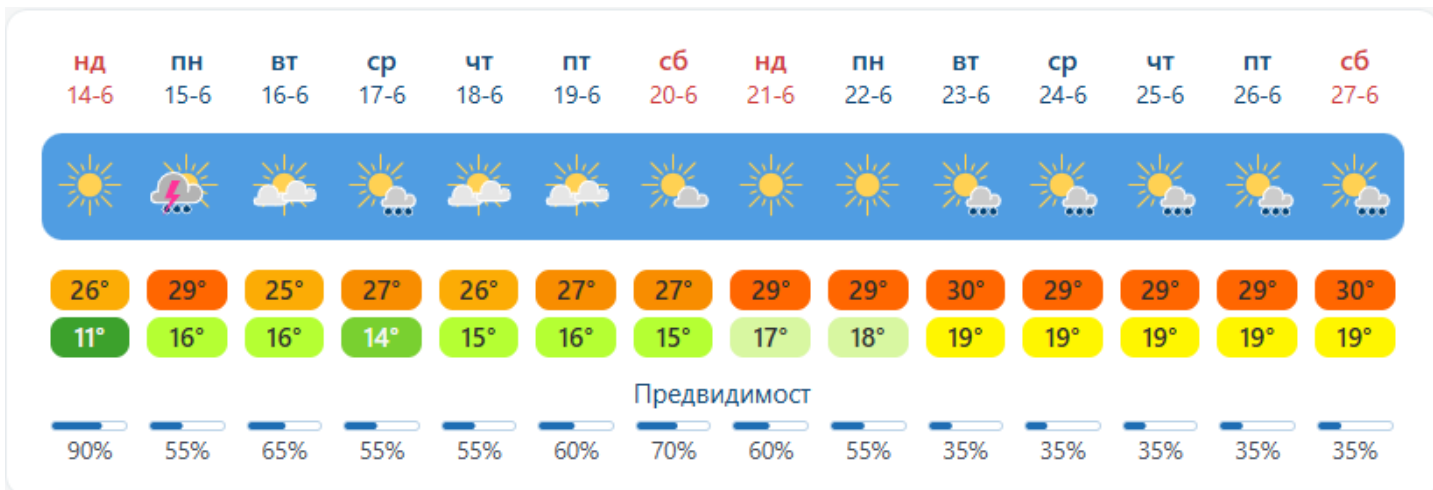 нд пн вт ср чт пт сб нд пн вт ср чт пт сб
14-6 15-6 16-6 17-6 18-6 19-6 20-6 21-6 22-6 23-6 24-6 25-6 26-6 27-6
26° 29° 25° 27° 26° 27° 27° 29° 29° 30° 29° 29° 29° 30°
11° 16° 16° 14° 15° 16° 15° 17° 18° 19° 19° 19° 19° 19°
Предвидимост
90% 55% 65% 55% 55% 60% 70% 60% 55% 35% 35% 35% 35% 35%